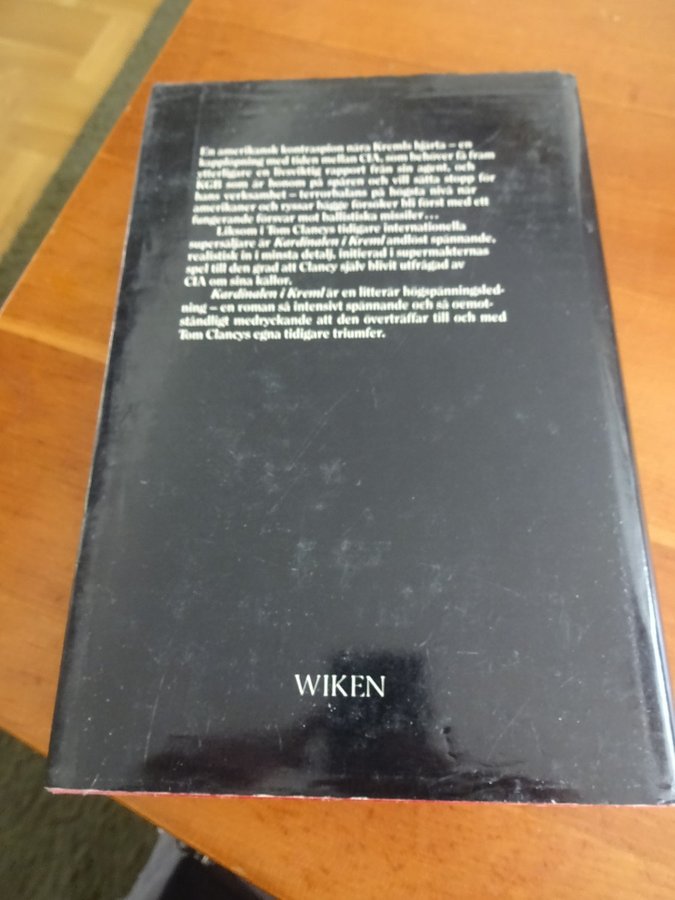 En amerikansk kontraspion nära Kremls hjärta – en
kapplöpning med tiden mellan CIA, som behöver få fram
ytterligare en livsviktig rapport från sin agent, och
KGB som är honom på spåren och vill sätta stopp för
hans verksamhet – terrorbalans på högsta nivå när
amerikaner och ryssar bägge försöker bli först med ett
fungerande försvar mot ballistiska missiler . . .
Liksom i Tom Clancys tidigare internationella
supersäljare är Kardinalen i Kreml andlöst spännande,
realistisk in i minsta detalj, initierad i supermakternas
spel till den grad att Clancy själv blivit utfrågad av
CIA om sina källor.
Kardinalen i Kreml är en litterär högspänningsled-
ning – en roman så intensivt spännande och så oemot-
ståndligt medryckande att den överträffar till och med
Tom Clancys egna tidigare triumfer.
WIKEN